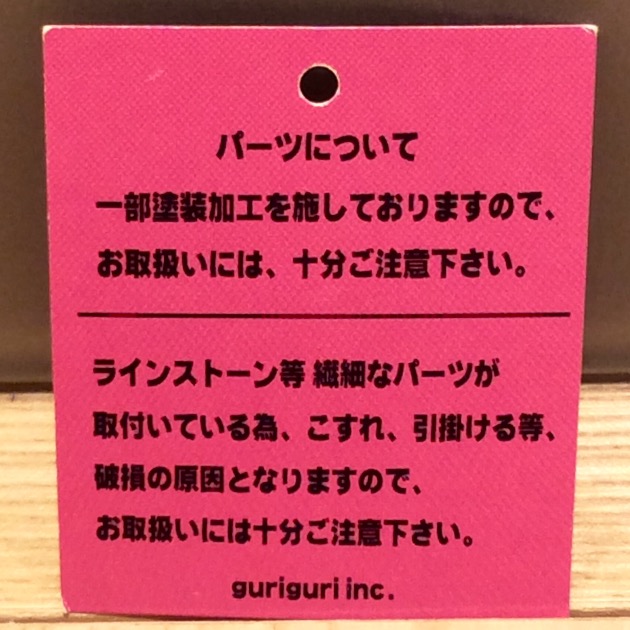 パーツについて
一部塗装加工を施しておりますので、
お取扱いには、十分ご注意下さい。
ラインストーン等 繊細なパーツが
取付いている為、こすれ、引掛ける等、
破損の原因となりますので、
お取扱いには十分ご注意下さい。
guriguri inc.